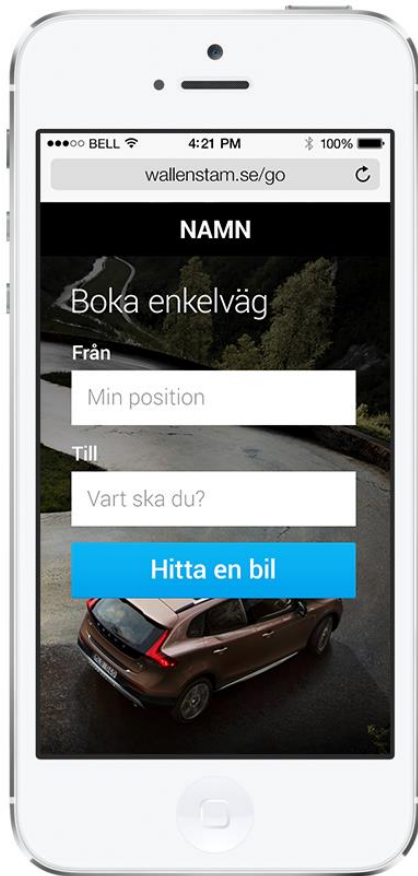 BELL 4:21 PM 100%
wallenstam.se/go
NAMN
Boka enkelväg
Från
Min position
Till
Vart ska du?
Hitta en bil